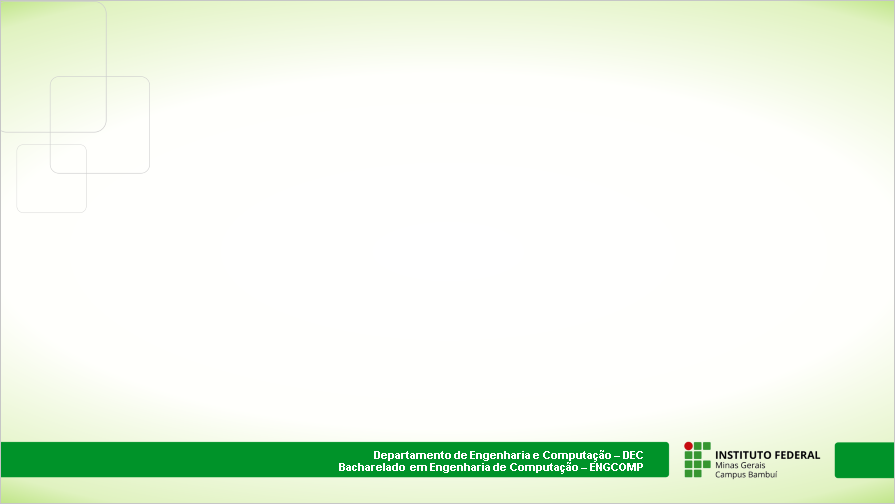 Departamento de Engenharia e Computação – DEC
Bacharelado em Engenharia de Computação – ENGCOMP
INSTITUTO FEDERAL
Minas Gerais
Campus Bambuí